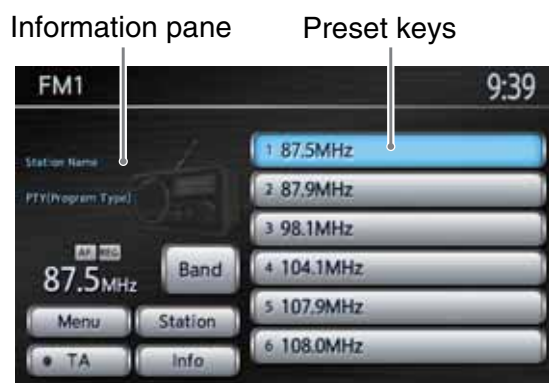 Information pane
Preset keys
FM1
9:39
Station Name
PTY(Program Type)
AF REG
87.5MHz
Band
Menu
Station
TA
Info
1 87.5MHz
2 87.9MHz
3 98.1MHz
4 104.1MHz
5 107.9MHz
6 108.0MHz